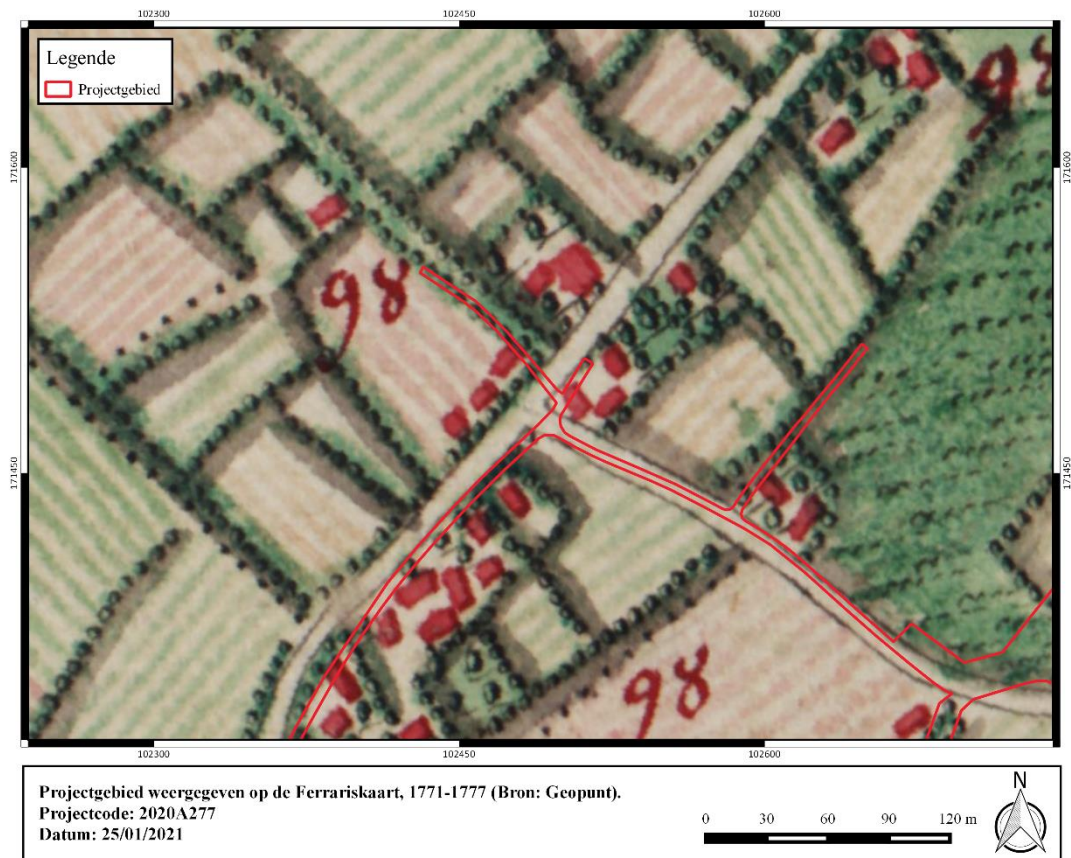 102300 102450 102600
Legende
Projectgebied
98
171600 171600
98
171450 171450
98
102300 102450 102600
Projectgebied weergegeven op de Ferrariskaart, 1771-1777 (Bron: Geopunt).
Projectcode: 2020A277
Datum: 25/01/2021
0 30 60 90 120 m
N